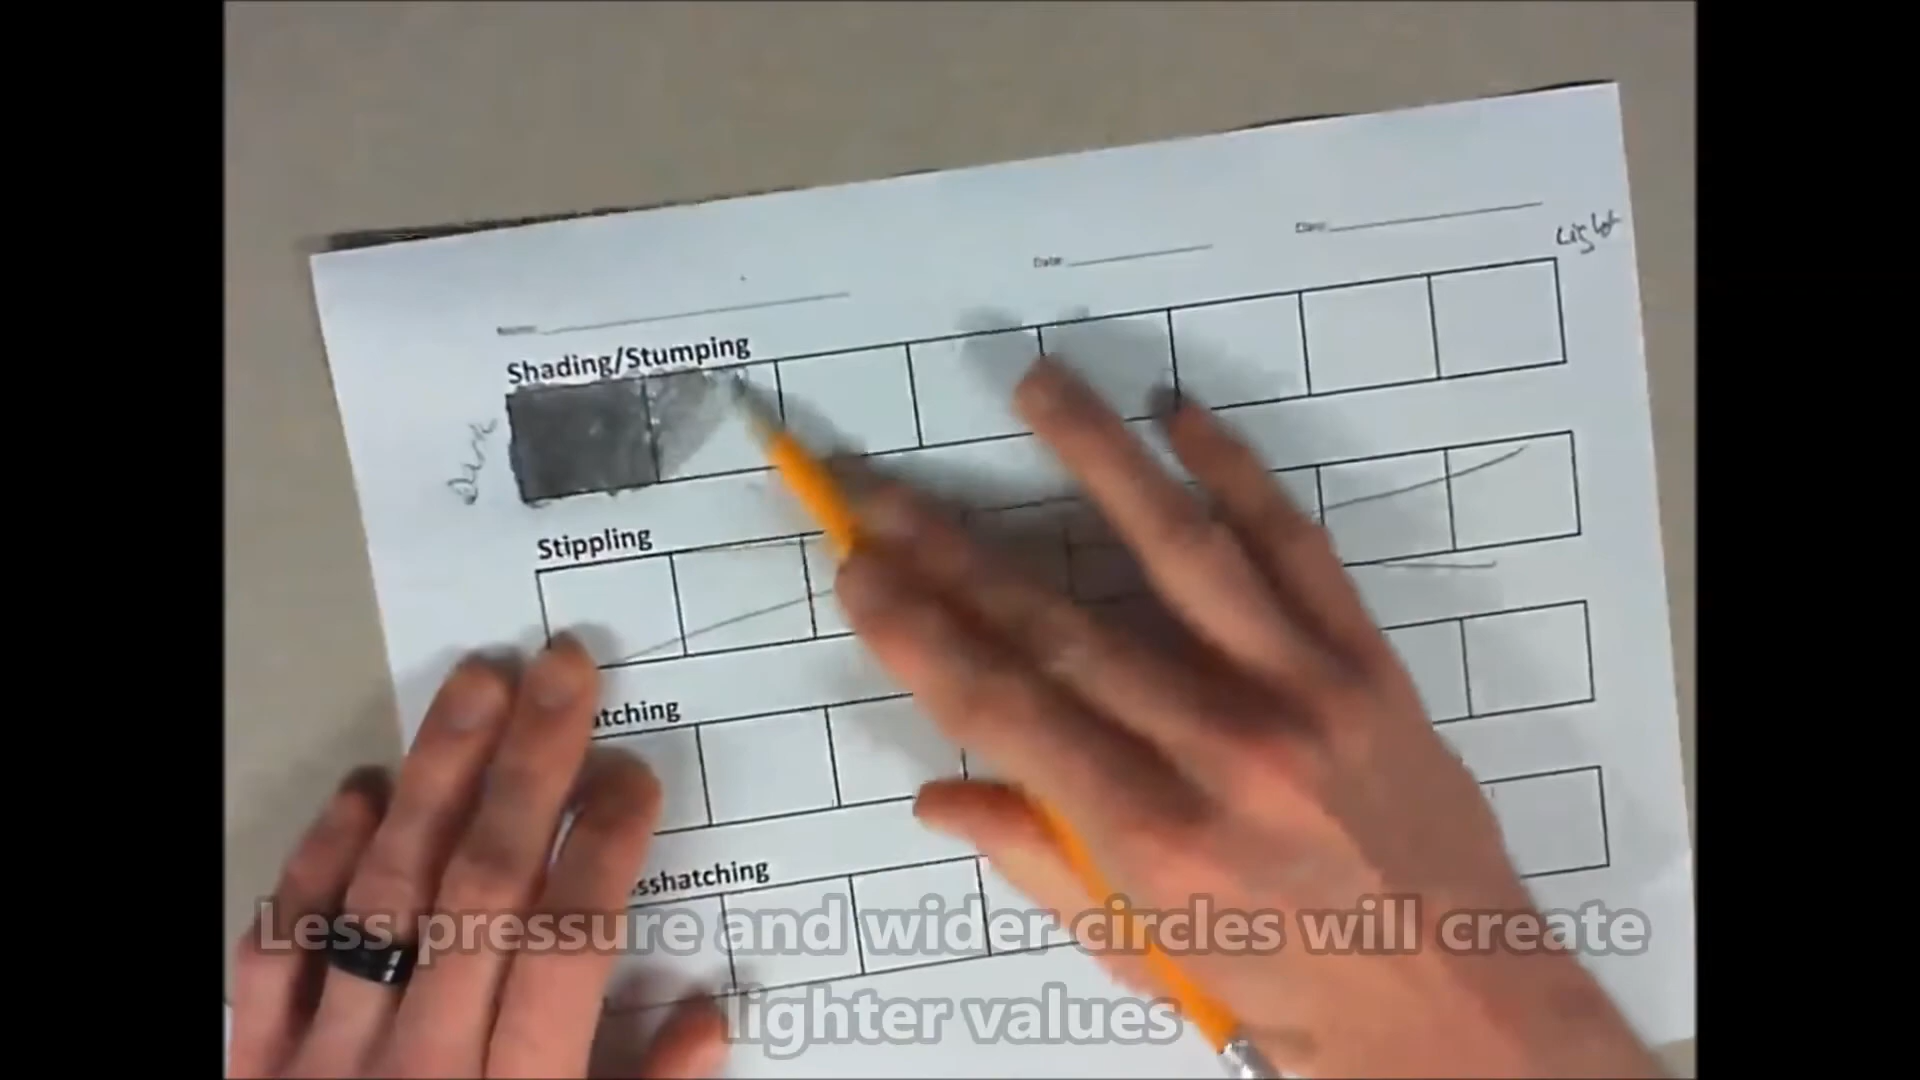 Name:
Date:
Class:
Light
Shading/Stumping
Dark
Stippling
atching
sshatching
Less pressure and wider circles will create
lighter values